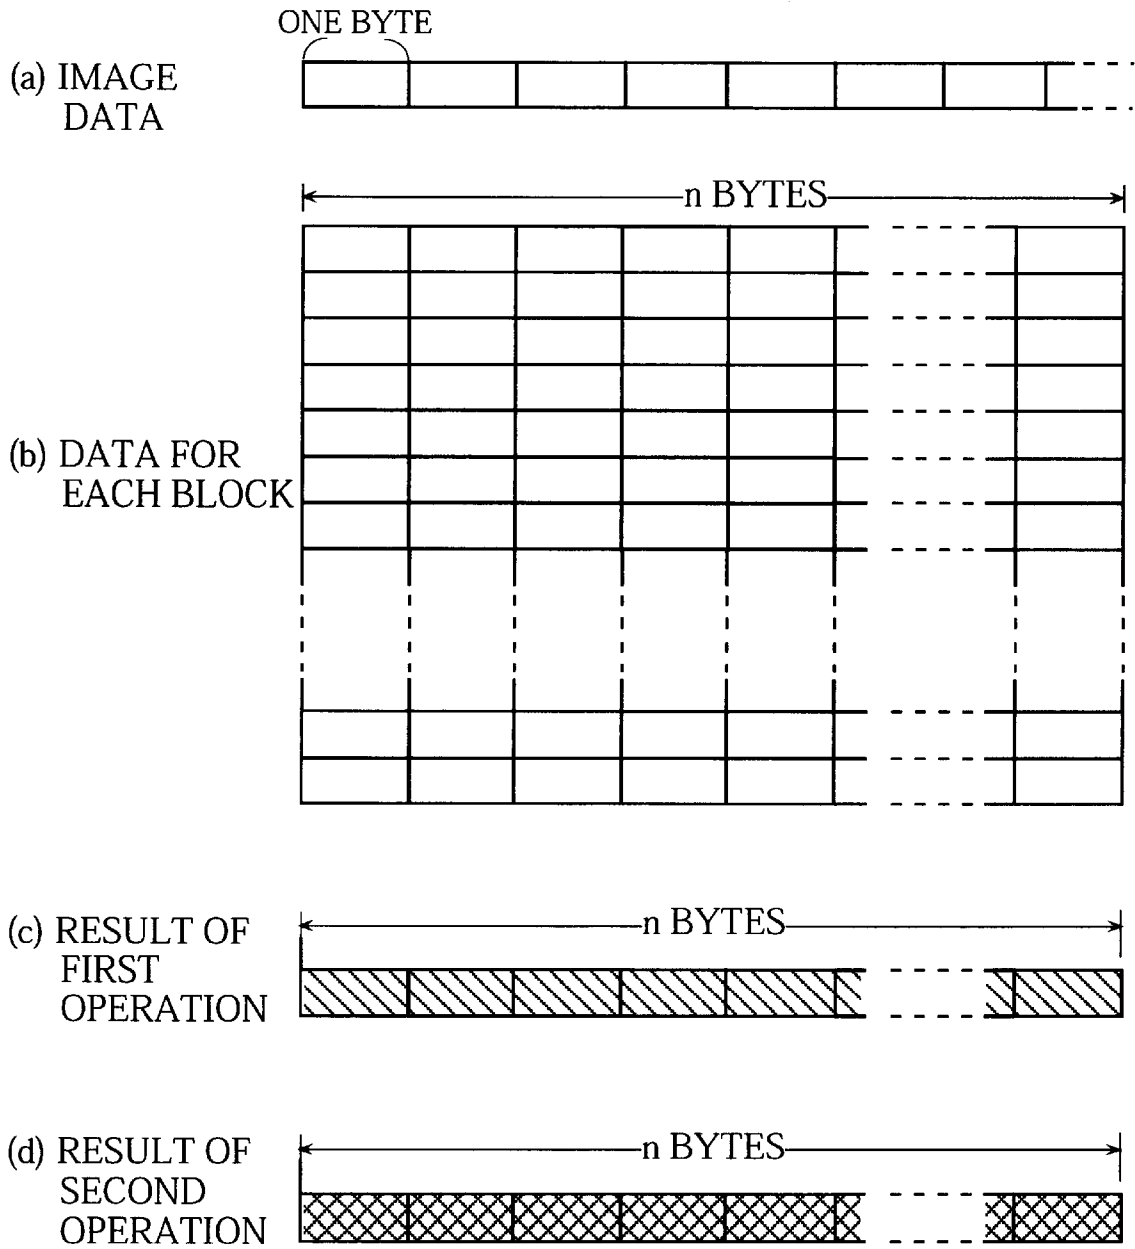 ONE BYTE
(a) IMAGE
DATA
n BYTES
(b) DATA FOR
EACH BLOCK
n BYTES
(c) RESULT OF
FIRST
OPERATION
n BYTES
(d) RESULT OF
SECOND
OPERATION